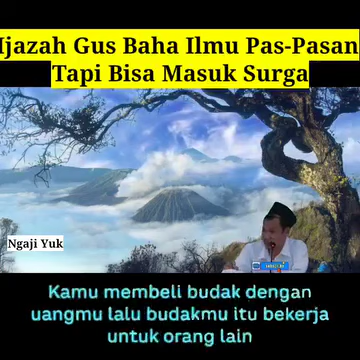 Ijazah Gus Baha Ilmu Pas-Pasan
Tapi Bisa Masuk Surga
Ngaji Yuk
Kamu membeli budak dengan
uangmu lalu budakmu itu bekerja
untuk orang lain